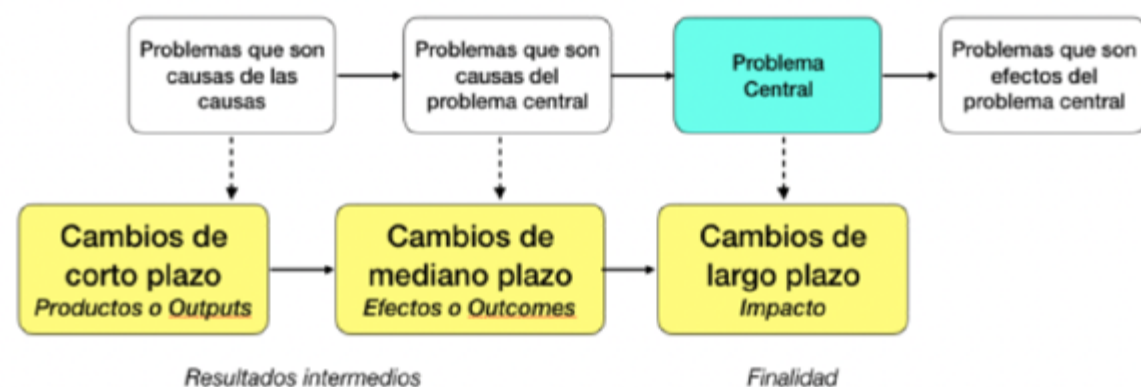 Problemas que son
causas de las
causas
Problemas que son
causas del
problema central
Problema
Central
Problemas que son
efectos del
problema central
Cambios de
corto plazo
Productos o Outputs
Cambios de
mediano plazo
Efectos o Outcomes
Cambios de
largo plazo
Impacto
Resultados intermedios
Finalidad